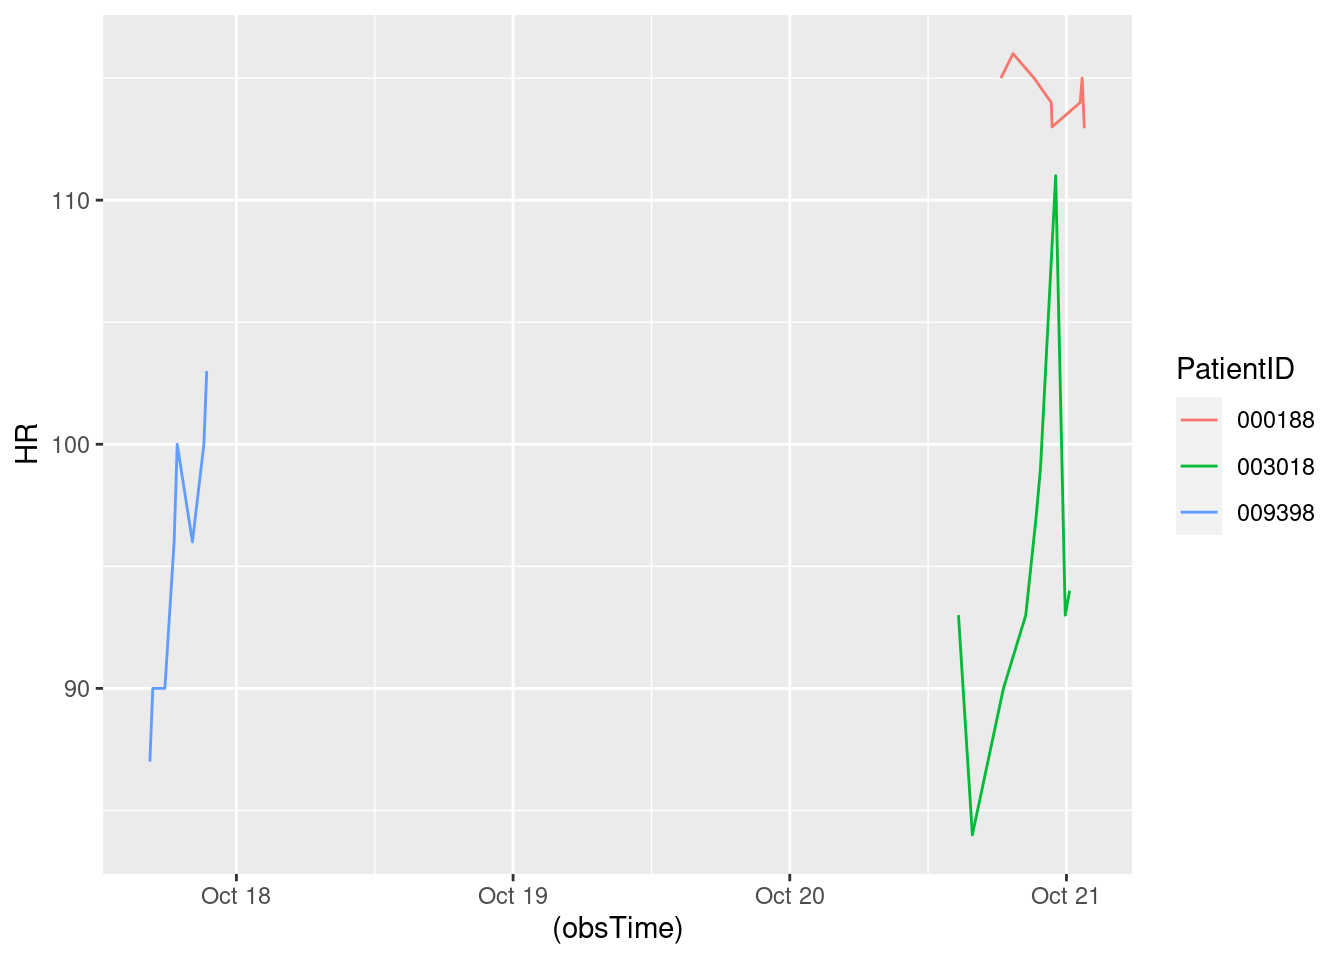 HR
110
100
90
Oct 18
Oct 19
Oct 20
Oct 21
(obsTime)
PatientID
000188
003018
009398